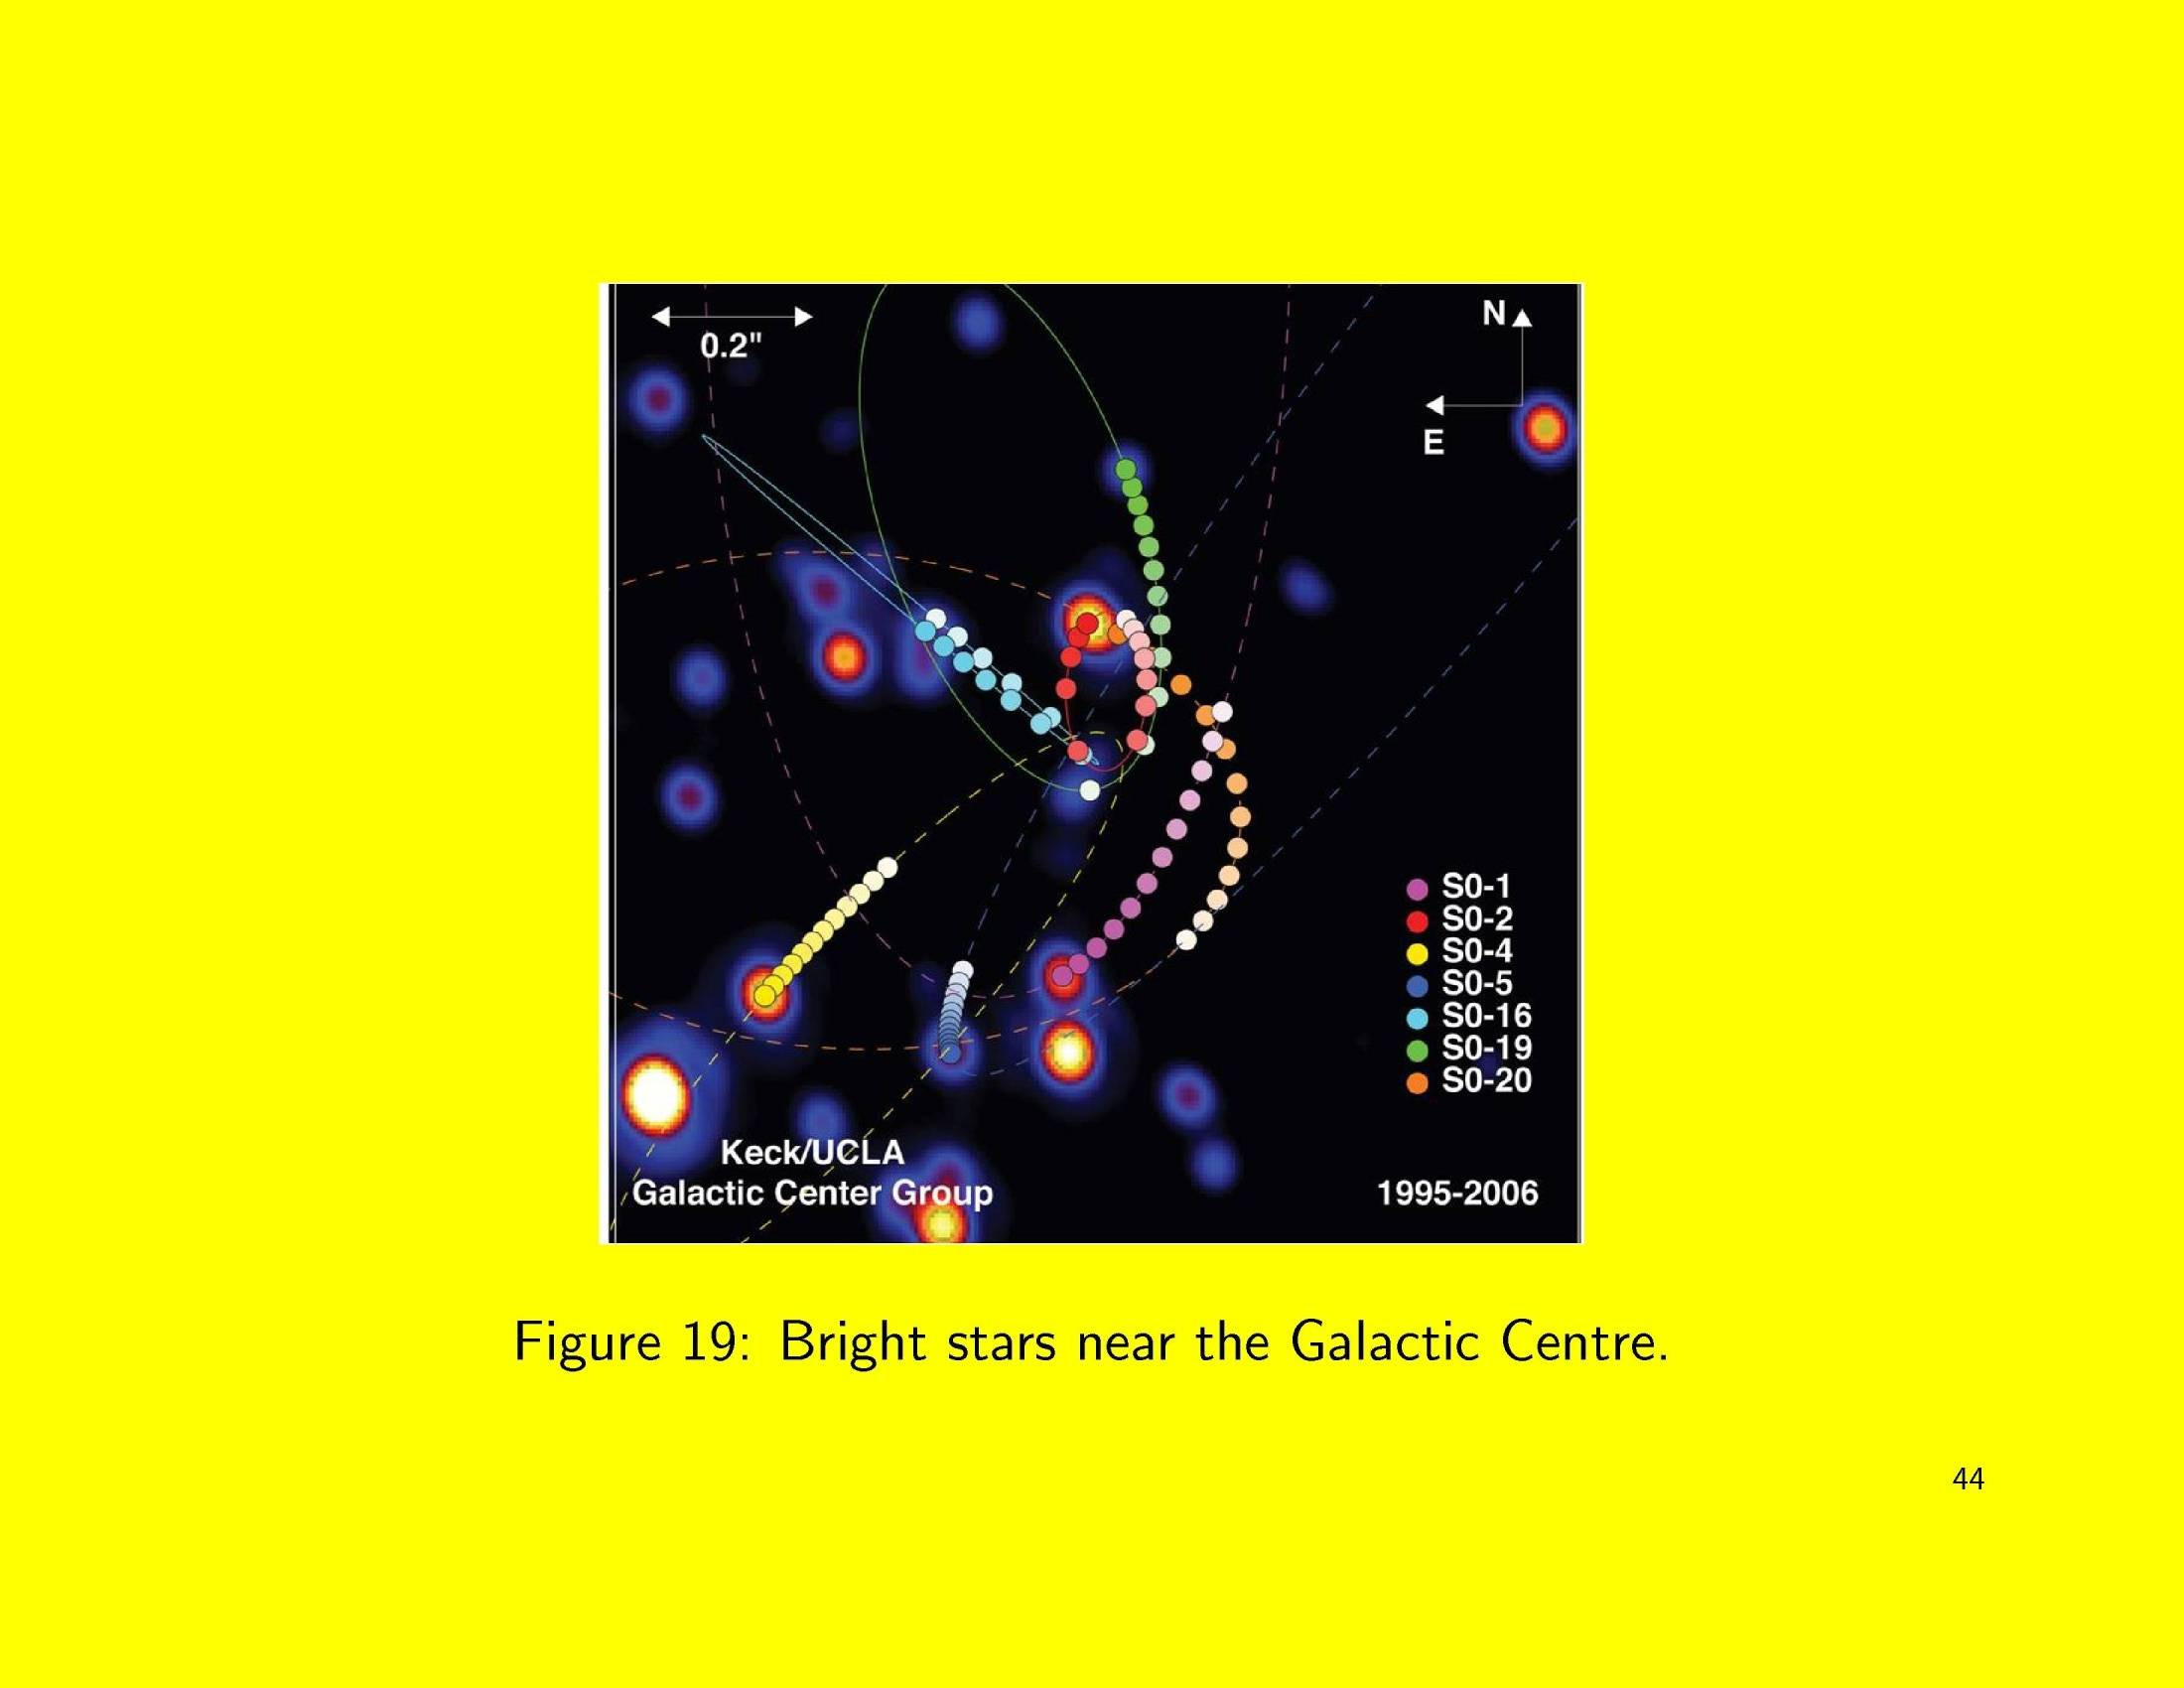 0.2"
N
E
S0-1
S0-2
S0-4
S0-5
S0-16
S0-19
S0-20
Keck/UCLA
Galactic Center Group
1995-2006
Figure 19: Bright stars near the Galactic Centre.
44